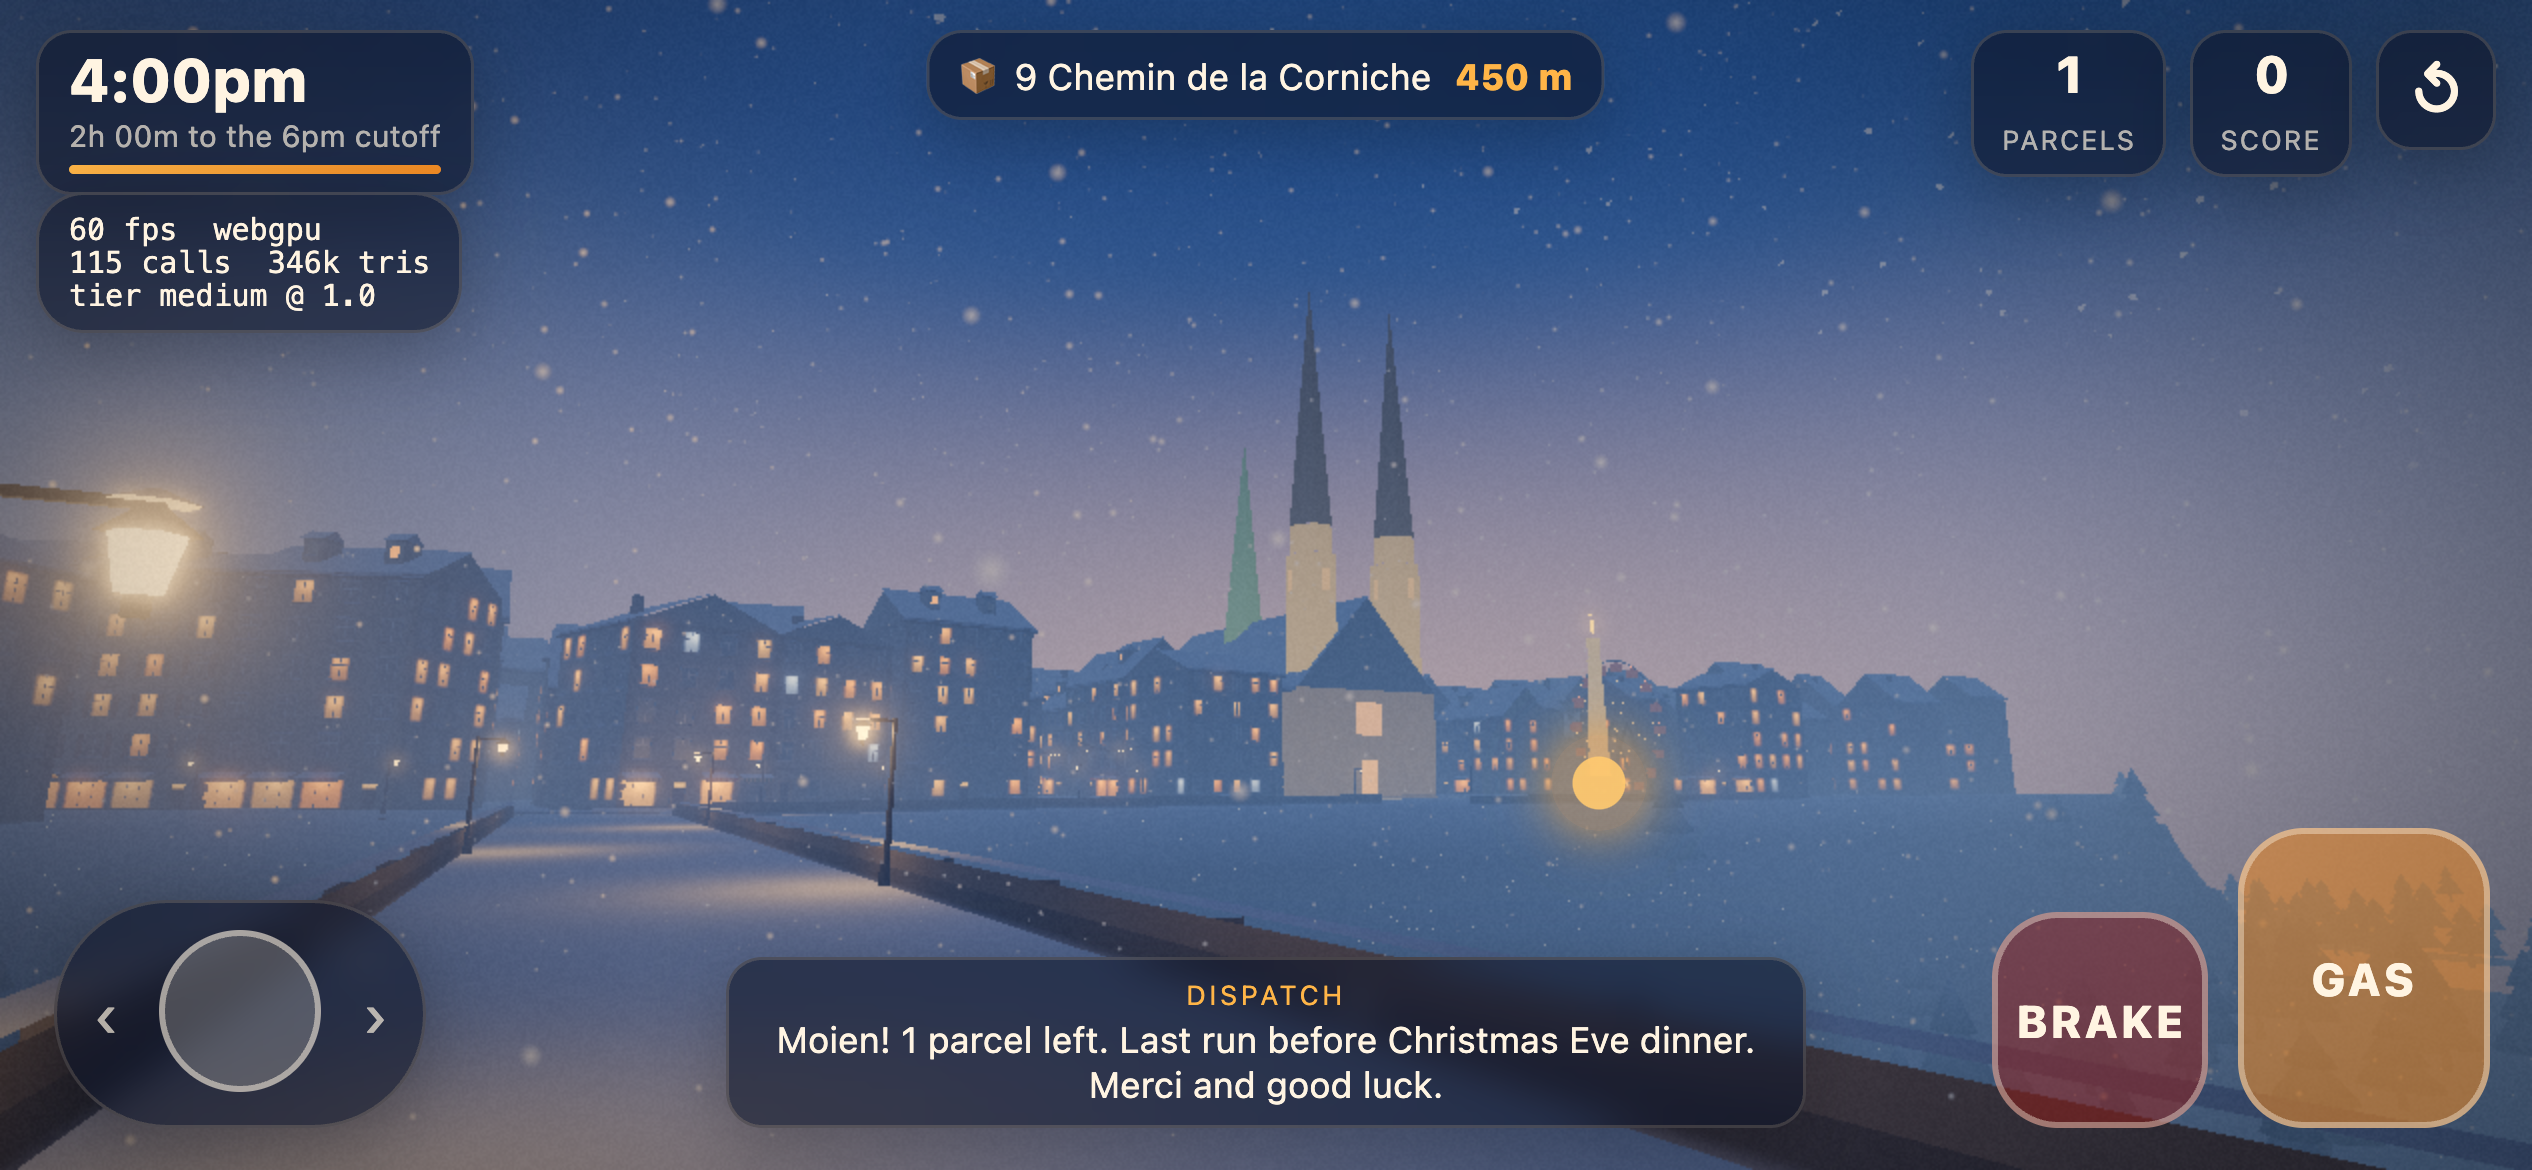 4:00pm
2h 00m to the 6pm cutoff
60 fps webgpu
115 calls 346k tris
tier medium @ 1.0
9 Chemin de la Corniche 450 m
1
PARCELS
0
SCORE
DISPATCH
Moien! 1 parcel left. Last run before Christmas Eve dinner.
Merci and good luck.
BRAKE
GAS